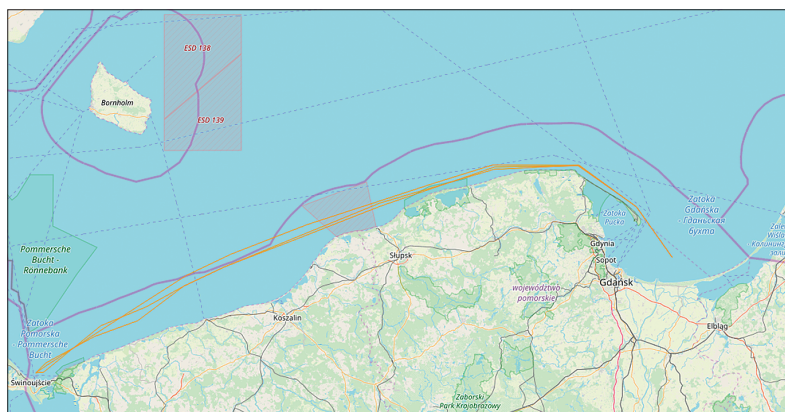 ESD 138
Bornholm
ESD 139
Pommersche
Bucht -
Ronnebank
Zatoka
Gdańska
- Гданьская
бухта
Zatoka
Pucka
Gdynia
Sopot
Gdańsk
Słupsk
województwo
pomorskie
Koszalin
Elbląg
Zatoka
Pomorska
Pommersche
Bucht
Świnoujście
Zaborski
Park Krajobrazowy